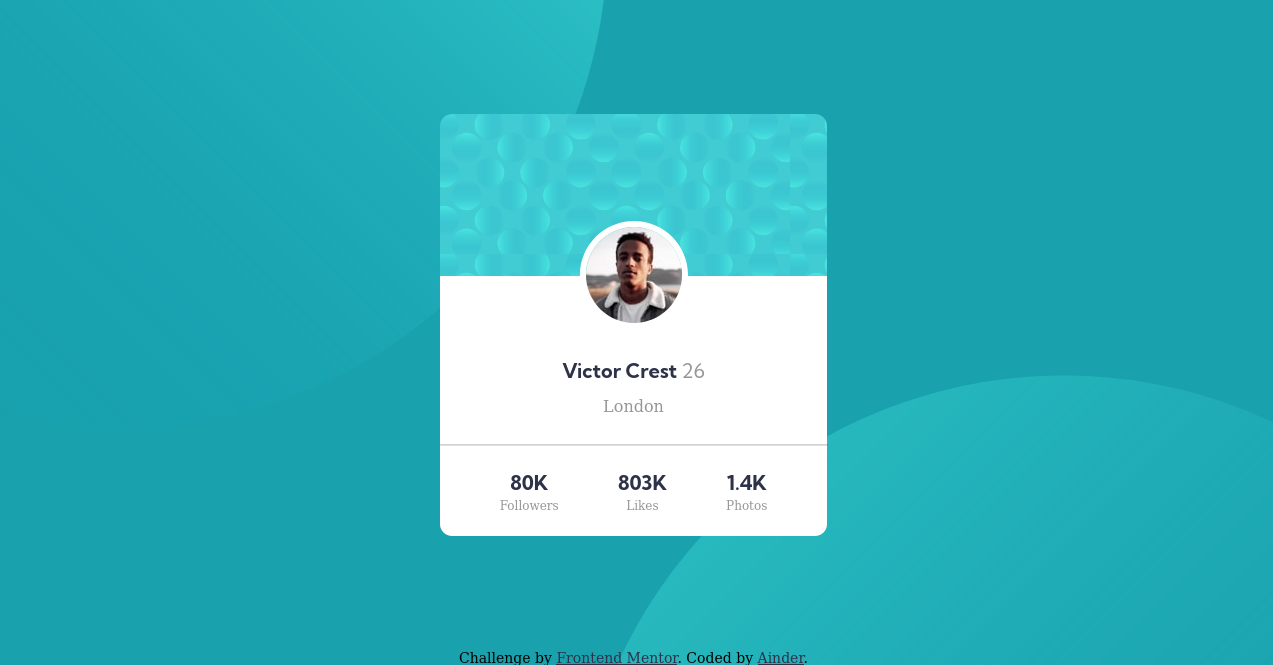 Victor Crest 26
London
80K 803K 1.4K
Followers Likes Photos
Challenge by Frontend Mentor. Coded by Ainder.